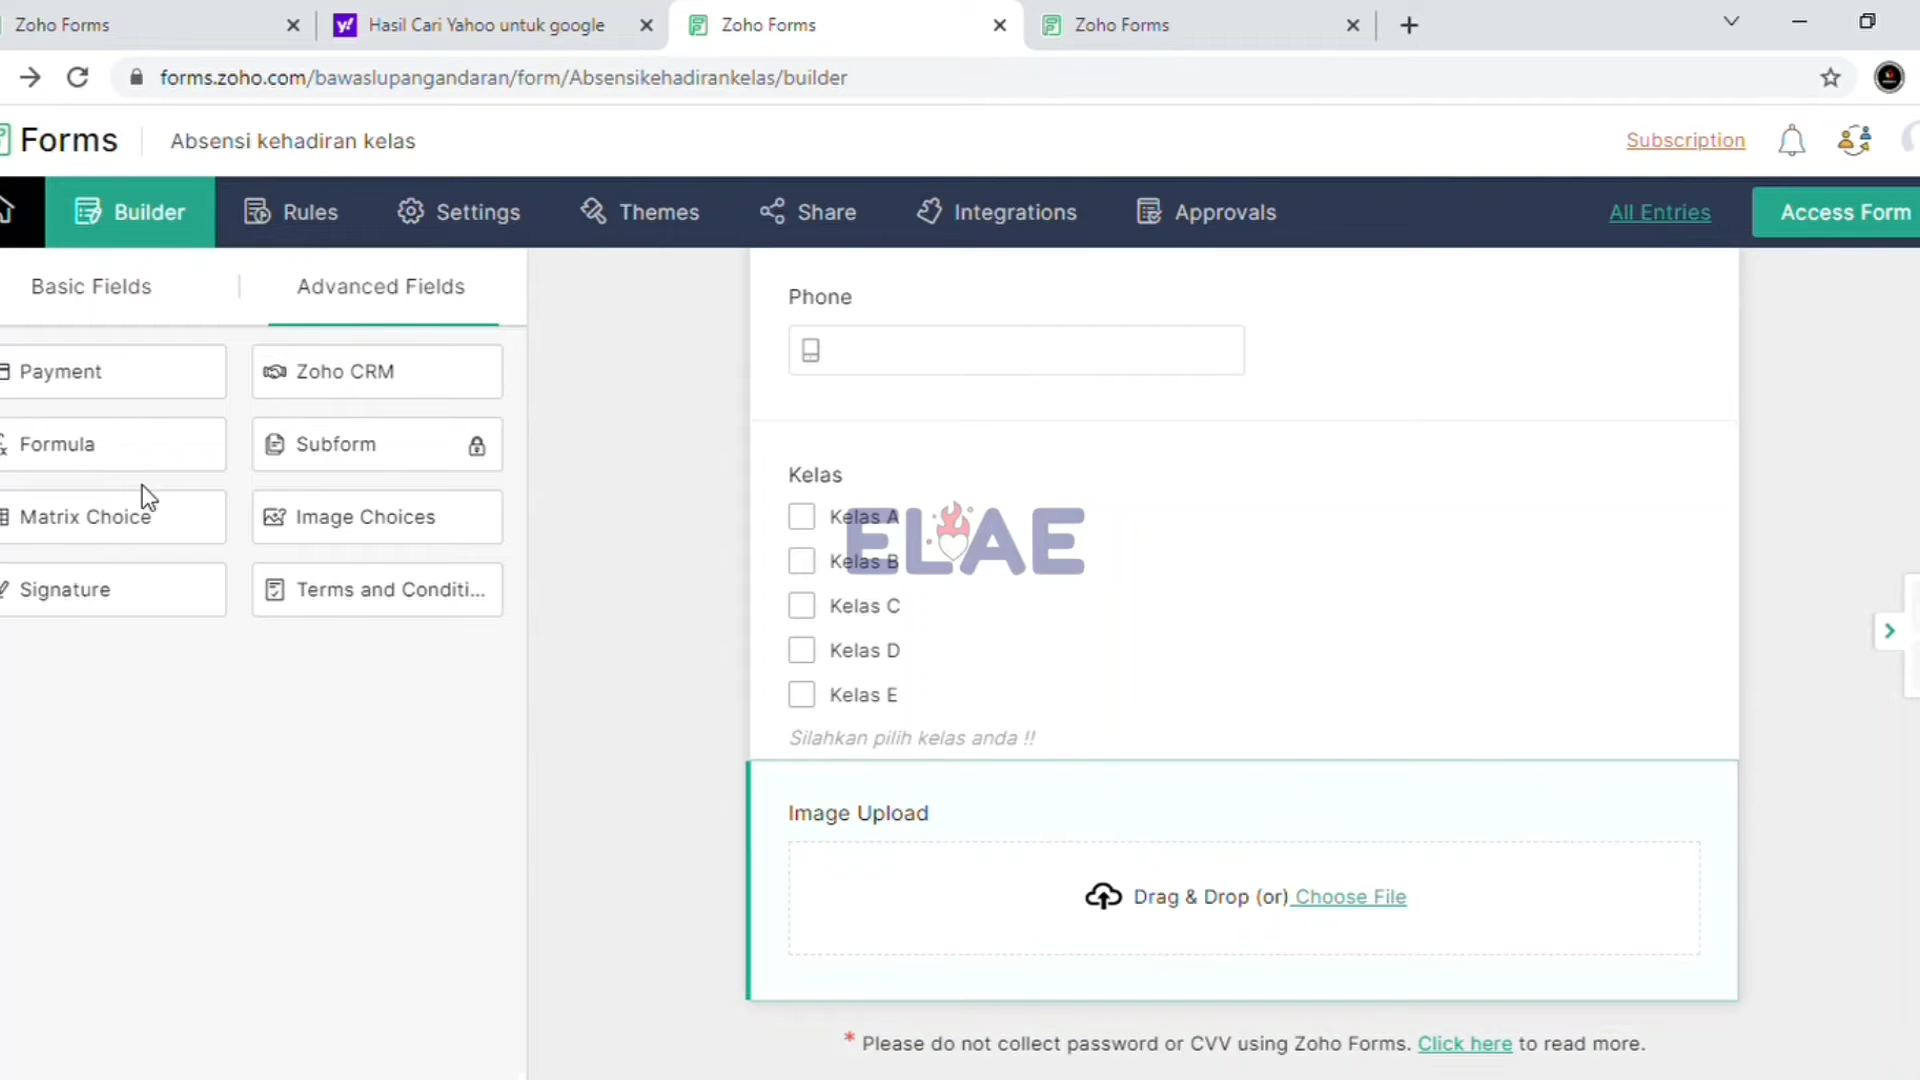 Zoho Forms
Hasil Cari Yahoo untuk google
Zoho Forms
Zoho Forms
forms.zoho.com/bawaslupangandaran/form/Absensikehadirankelas/builder
Forms
Absensi kehadiran kelas
Subscription
Builder
Rules
Settings
Themes
Share
Integrations
Approvals
All Entries
Access Form
Basic Fields
Advanced Fields
Payment
Zoho CRM
Formula
Subform
Matrix Choice
Image Choices
Signature
Terms and Conditi...
Phone
Kelas
Kelas A
Kelas B
ELAE
Kelas C
Kelas D
Kelas E
Silahkan pilih kelas anda !!
Image Upload
Drag & Drop (or) Choose File
* Please do not collect password or CVV using Zoho Forms. Click here to read more.